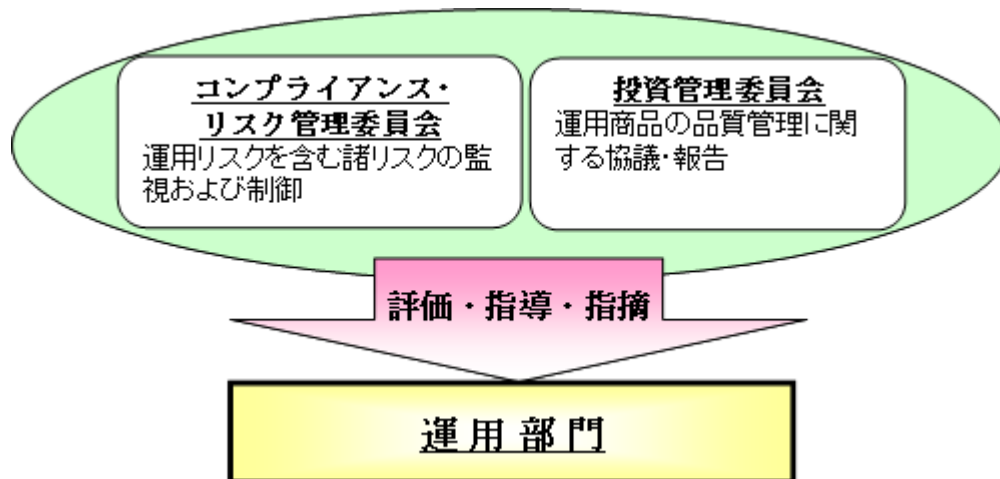 コンプライアンス・
リスク管理委員会
運用リスクを含む諸リスクの監
視および制御
投資管理委員会
運用商品の品質管理に関
する協議・報告
評価・指導・指摘
運用部門